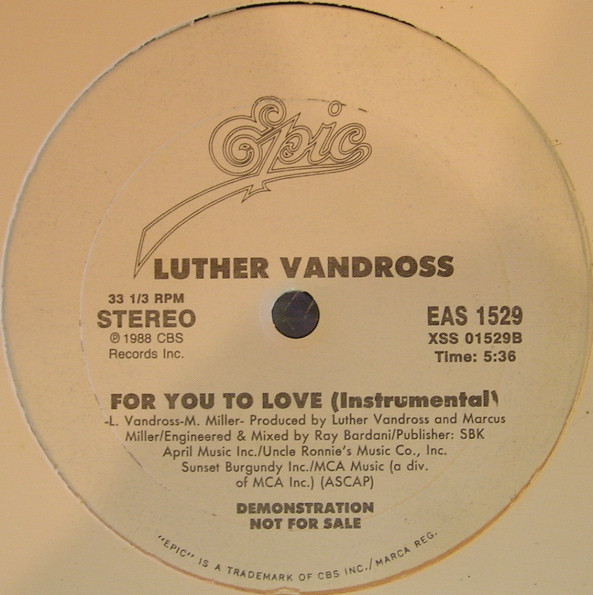 Epic
LUTHER VANDROSS
33 1/3 RPM
STEREO
℗ 1988 CBS
Records Inc.
EAS 1529
XSS 01529B
Time: 5:36
FOR YOU TO LOVE (Instrumental)
-L. Vandross-M. Miller- Produced by Luther Vandross and Marcus
Miller/Engineered & Mixed by Ray Bardani/Publisher: SBK
April Music Inc./Uncle Ronnie's Music Co., Inc.
Sunset Burgundy Inc./MCA Music (a div.
of MCA Inc.) (ASCAP)
DEMONSTRATION
NOT FOR SALE
"EPIC" IS A TRADEMARK OF CBS INC./MARCA REG.